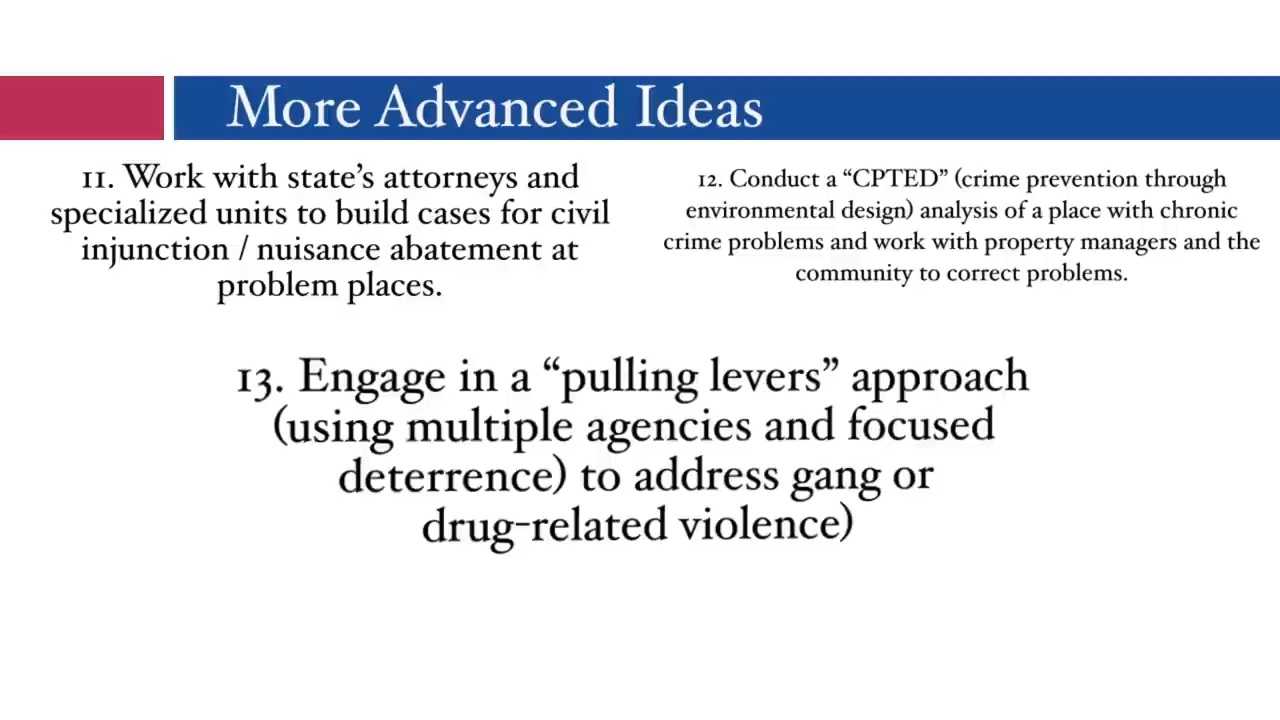 More Advanced Ideas
11. Work with state’s attorneys and
specialized units to build cases for civil
injunction / nuisance abatement at
problem places.
12. Conduct a “CPTED” (crime prevention through
environmental design) analysis of a place with chronic
crime problems and work with property managers and the
community to correct problems.
13. Engage in a “pulling levers” approach
(using multiple agencies and focused
deterrence) to address gang or
drug-related violence)